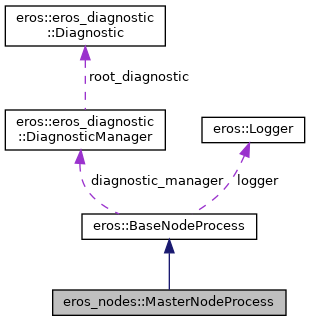 eros::eros_diagnostic
::Diagnostic
root_diagnostic
eros::eros_diagnostic
::DiagnosticManager
eros::Logger
diagnostic_manager
logger
eros::BaseNodeProcess
eros_nodes::MasterNodeProcess